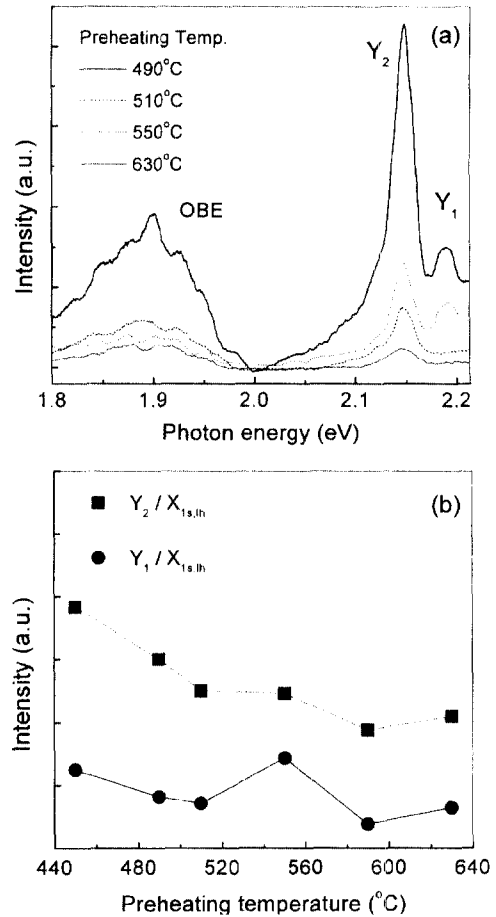 (a)
Preheating Temp.
490°C
510°C
550°C
630°C
Y₂
Y₁
OBE
Intensity (a.u.)
1.8 1.9 2.0 2.1 2.2
Photon energy (eV)
(b)
Y₂ / X₁ₛ,ₗₕ
Y₁ / X₁ₛ,ₗₕ
Intensity (a.u.)
440 480 520 560 600 640
Preheating temperature (°C)